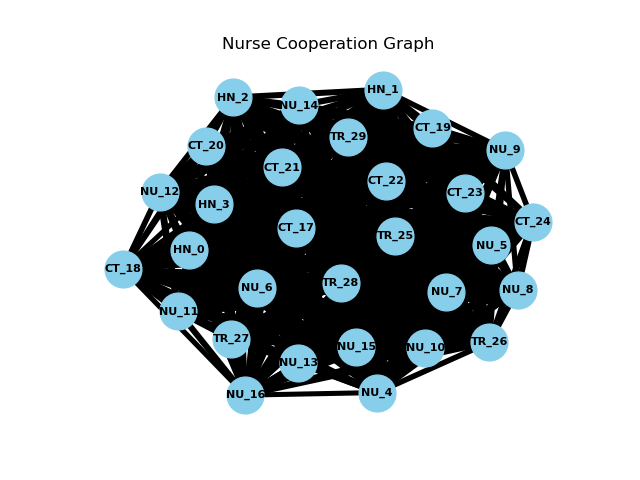 Nurse Cooperation Graph
HN_1
HN_2
NU_14
CT_19
TR_29
CT_20
NU_9
CT_21
CT_22
NU_12
CT_23
HN_3
CT_24
CT_17
TR_25
NU_5
HN_0
CT_18
TR_28
NU_6
NU_7
NU_8
NU_11
TR_27
TR_26
NU_15
NU_10
NU_13
NU_4
NU_16